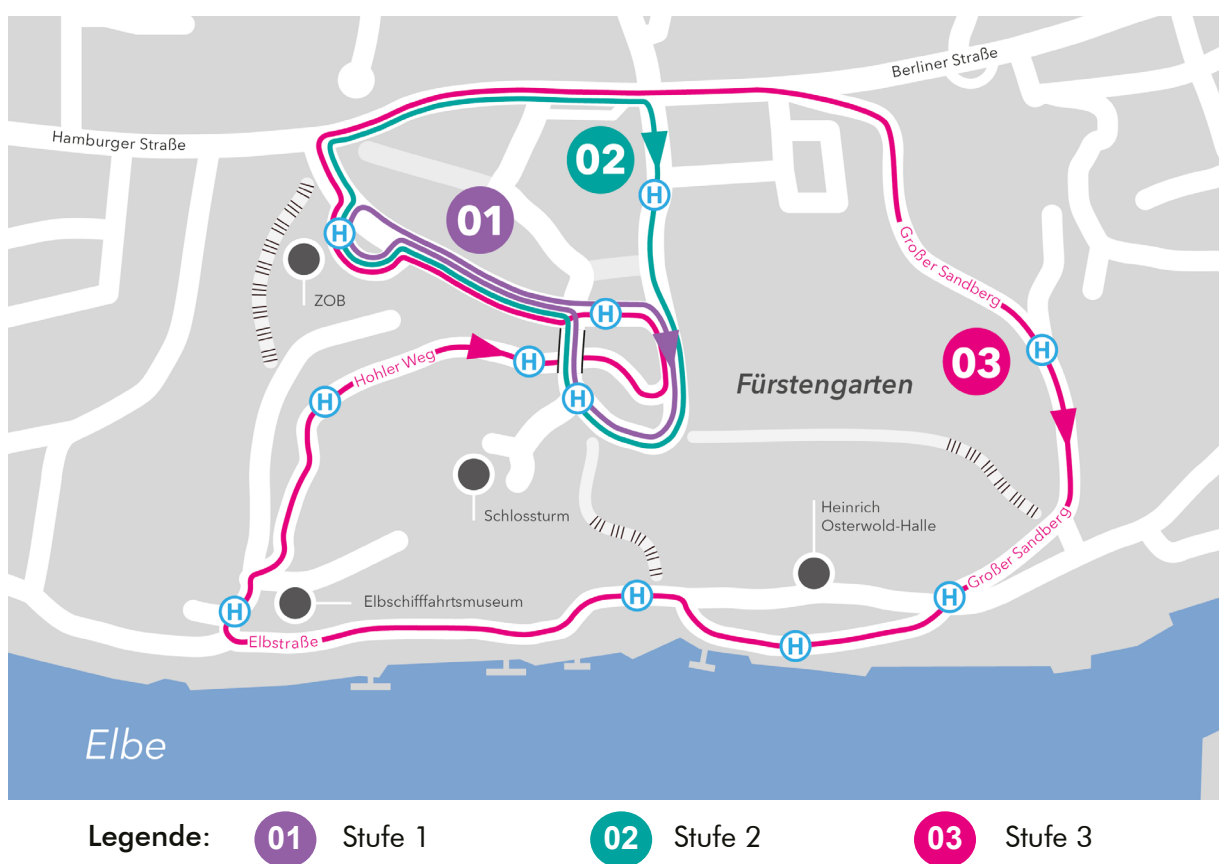 Berliner Straße
Hamburger Straße
02
H
01
H
Großer Sandberg
ZOB
H
H
03
Hohler Weg
H
Fürstengarten
H
H
Schlossturm
Heinrich
Osterwold-Halle
Großer Sandberg
Elbschifffahrtsmuseum
H
H
H
Elbstraße
H
Elbe
Legende:
01
Stufe 1
02
Stufe 2
03
Stufe 3